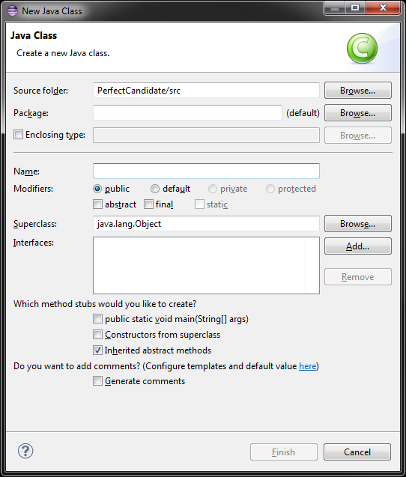 New Java Class
Java Class
Create a new Java class.
C
Source folder: PerfectCandidate/src Browse...
Package: (default) Browse...
Enclosing type: Browse...
Name:
Modifiers: public default private protected
abstract final static
Superclass: java.lang.Object Browse...
Interfaces: Add...
Remove
Which method stubs would you like to create?
public static void main(String[] args)
Constructors from superclass
Inherited abstract methods
Do you want to add comments? (Configure templates and default value here)
Generate comments
? Finish Cancel